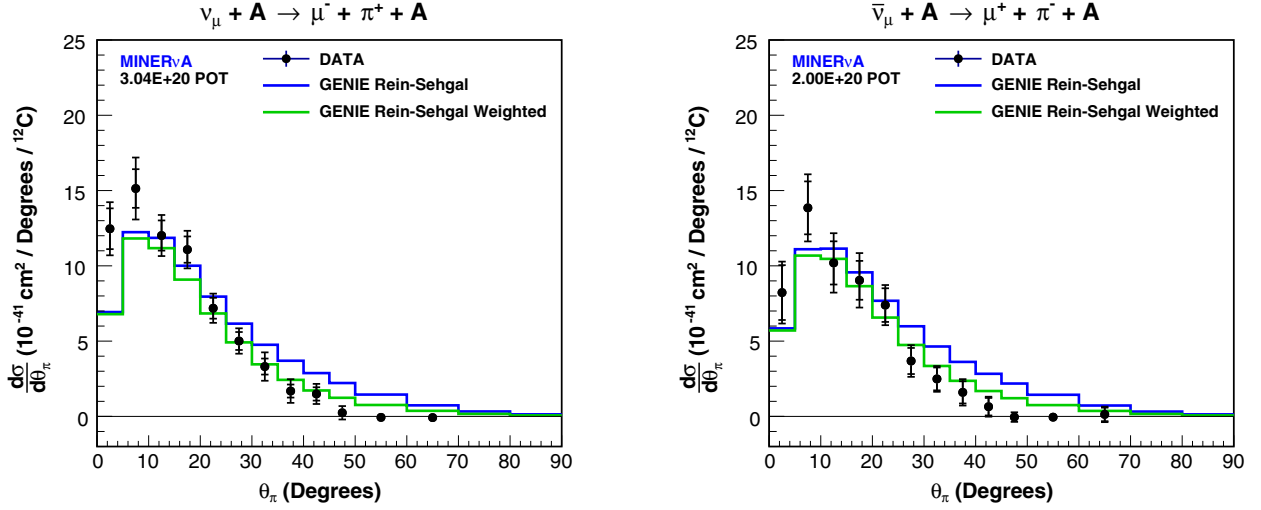 ν_μ + A → μ⁻ + π⁺ + A
25
20
15
10
5
0
dσ/dθ_π (10⁻⁴¹ cm² / Degrees / ¹²C)
MINERνA
3.04E+20 POT
DATA
GENIE Rein-Sehgal
GENIE Rein-Sehgal Weighted
0 10 20 30 40 50 60 70 80 90
θ_π (Degrees)
ν̅_μ + A → μ⁺ + π⁻ + A
25
20
15
10
5
0
dσ/dθ_π (10⁻⁴¹ cm² / Degrees / ¹²C)
MINERνA
2.00E+20 POT
DATA
GENIE Rein-Sehgal
GENIE Rein-Sehgal Weighted
0 10 20 30 40 50 60 70 80 90
θ_π (Degrees)